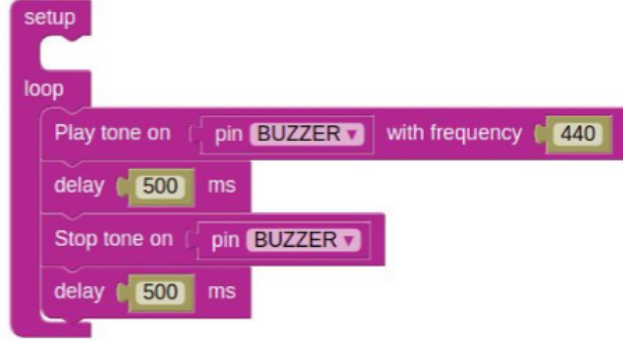 setup
loop
Play tone on pin BUZZER with frequency 440
delay 500 ms
Stop tone on pin BUZZER
delay 500 ms